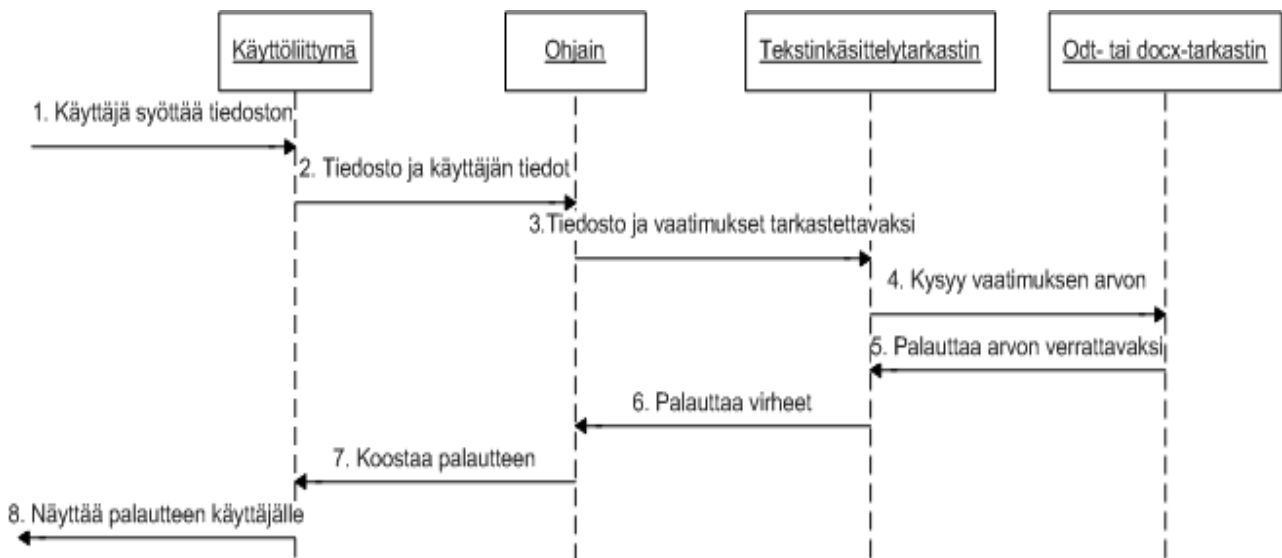 Käyttöliittymä
Ohjain
Tekstinkäsittelytarkastin
Odt- tai docx-tarkastin
1. Käyttäjä syöttää tiedoston
2. Tiedosto ja käyttäjän tiedot
3.Tiedosto ja vaatimukset tarkastettavaksi
4. Kysyy vaatimuksen arvon
5. Palauttaa arvon verrattavaksi
6. Palauttaa virheet
7. Koostaa palautteen
8. Näyttää palautteen käyttäjälle